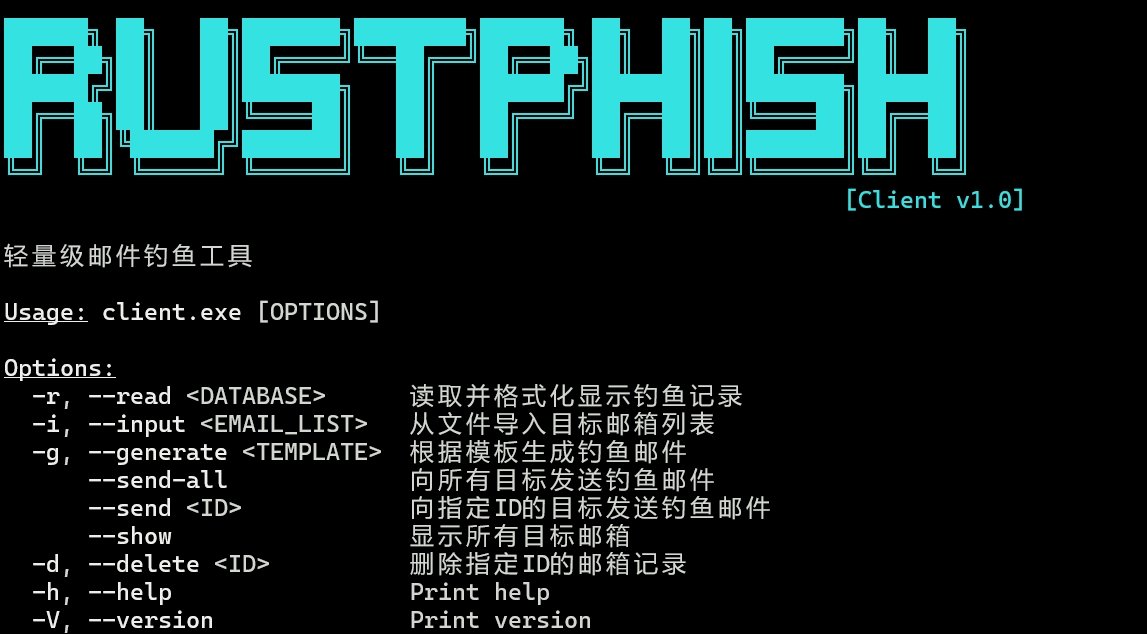 RUSTPHISH
[Client v1.0]
轻量级邮件钓鱼工具
Usage: client.exe [OPTIONS]
Options:
-r, --read <DATABASE> 读取并格式化显示钓鱼记录
-i, --input <EMAIL_LIST> 从文件导入目标邮箱列表
-g, --generate <TEMPLATE> 根据模板生成钓鱼邮件
--send-all 向所有目标发送钓鱼邮件
--send <ID> 向指定ID的目标发送钓鱼邮件
--show 显示所有目标邮箱
-d, --delete <ID> 删除指定ID的邮箱记录
-h, --help Print help
-V, --version Print version